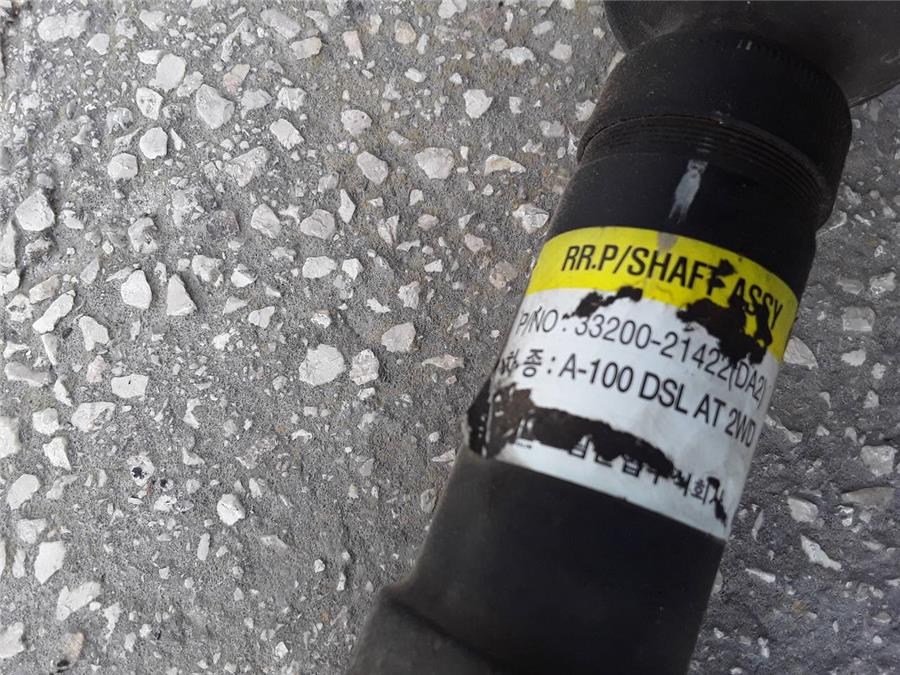 RR.P/SHAFT ASSY
P/NO : 33200-21422(DA2)
차 종 : A-100 DSL AT 2WD